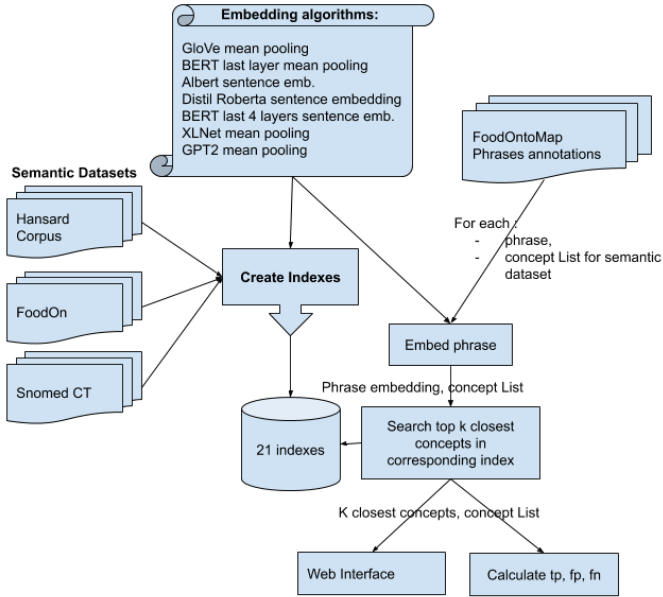 Embedding algorithms:
GloVe mean pooling
BERT last layer mean pooling
Albert sentence emb.
Distil Roberta sentence embedding
BERT last 4 layers sentence emb.
XLNet mean pooling
GPT2 mean pooling
FoodOntoMap
Phrases annotations
Semantic Datasets
Hansard
Corpus
FoodOn
Snomed CT
For each :
- phrase,
- concept List for semantic
dataset
Create Indexes
Embed phrase
Phrase embedding, concept List
21 indexes
Search top k closest
concepts in
corresponding index
K closest concepts, concept List
Web Interface
Calculate tp, fp, fn